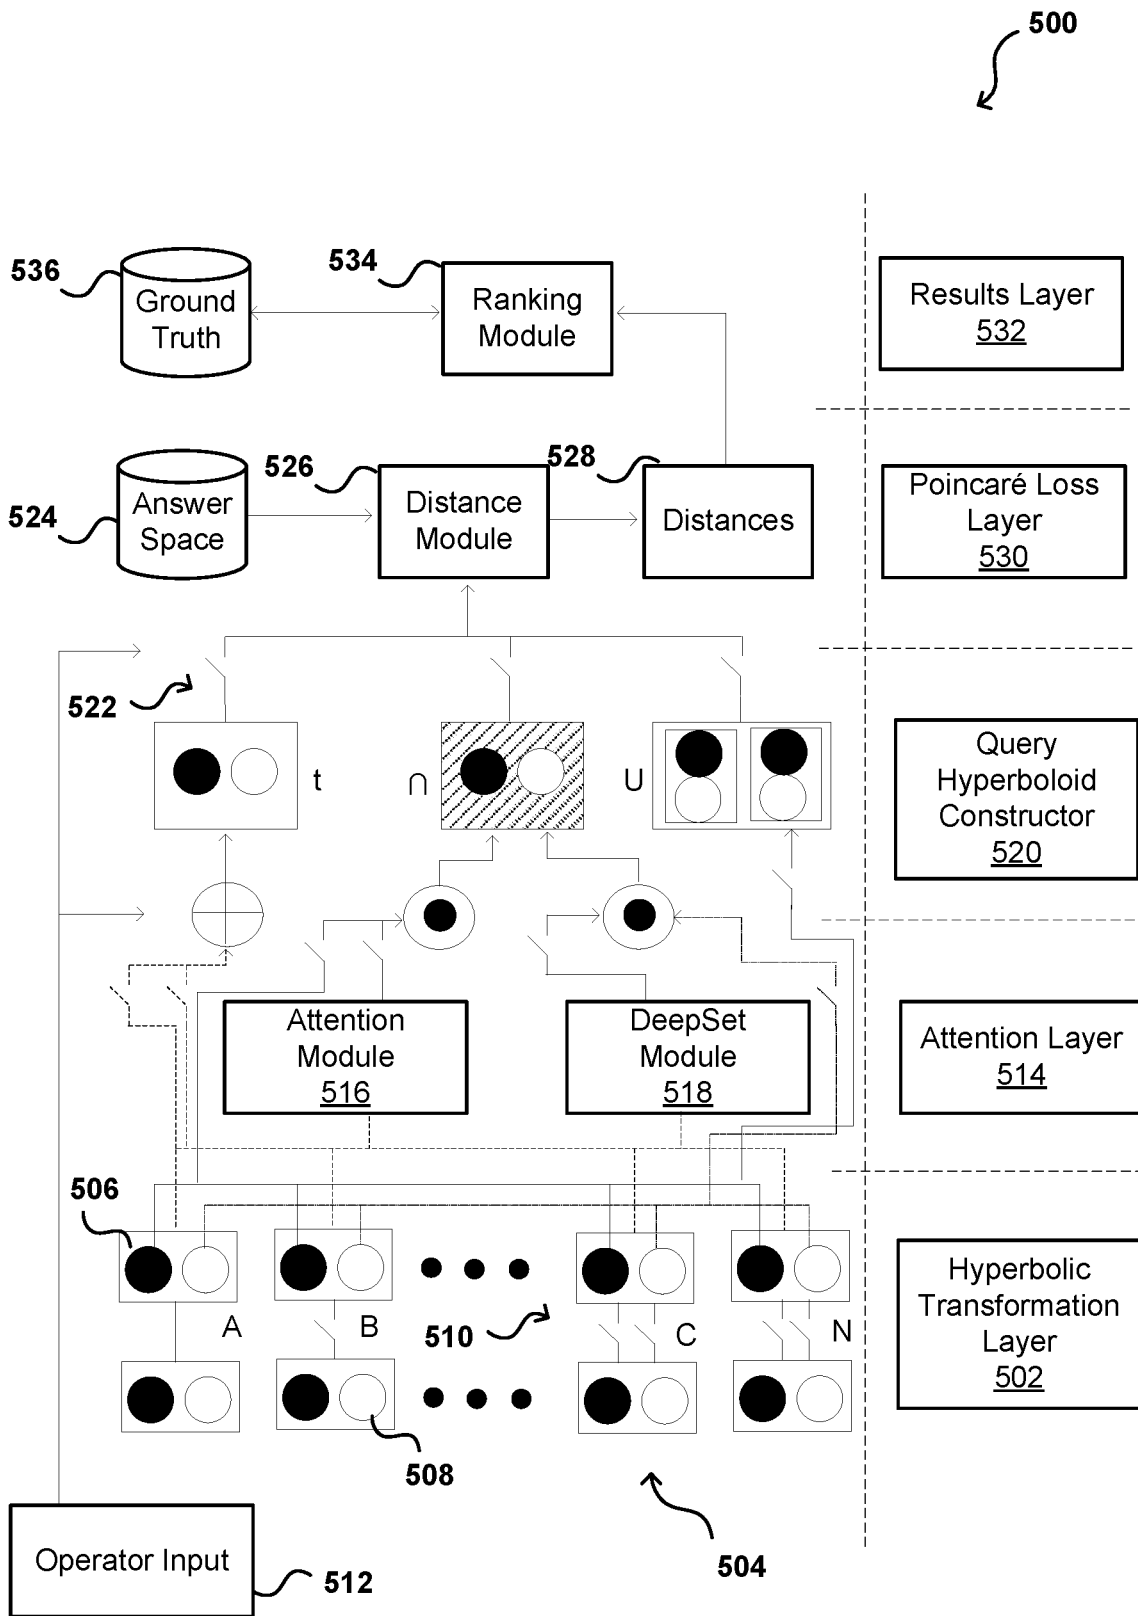 500
536
Ground
Truth
534
Ranking
Module
Results Layer
532
524
Answer
Space
526
Distance
Module
528
Distances
Poincaré Loss
Layer
530
522
t
∩
U
Query
Hyperboloid
Constructor
520
Attention
Module
516
DeepSet
Module
518
Attention Layer
514
506
A
B
510
C
N
508
504
Hyperbolic
Transformation
Layer
502
Operator Input
512